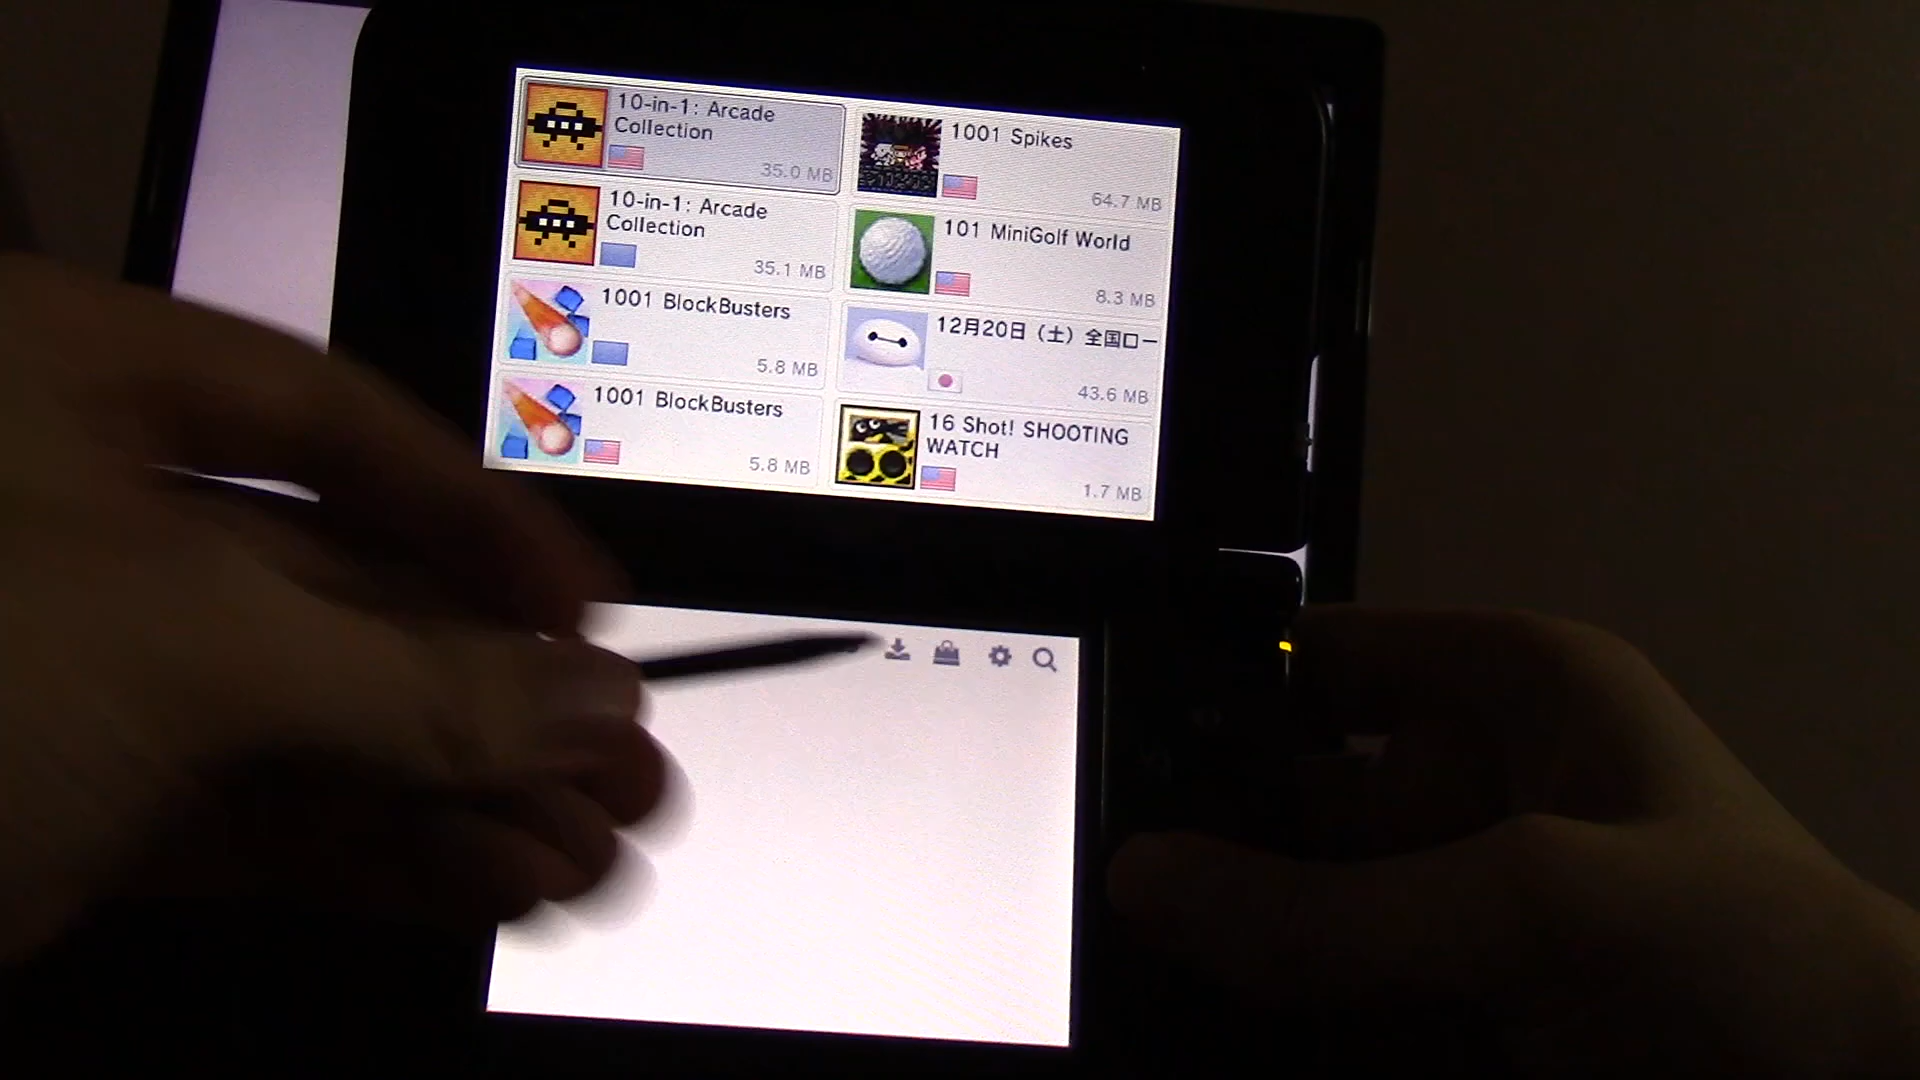 10-in-1: Arcade
Collection
35.0 MB
10-in-1: Arcade
Collection
35.1 MB
1001 BlockBusters
5.8 MB
1001 BlockBusters
5.8 MB
1001 Spikes
64.7 MB
101 MiniGolf World
8.3 MB
12月20日（土）全国ロー
43.6 MB
16 Shot! SHOOTING
WATCH
1.7 MB